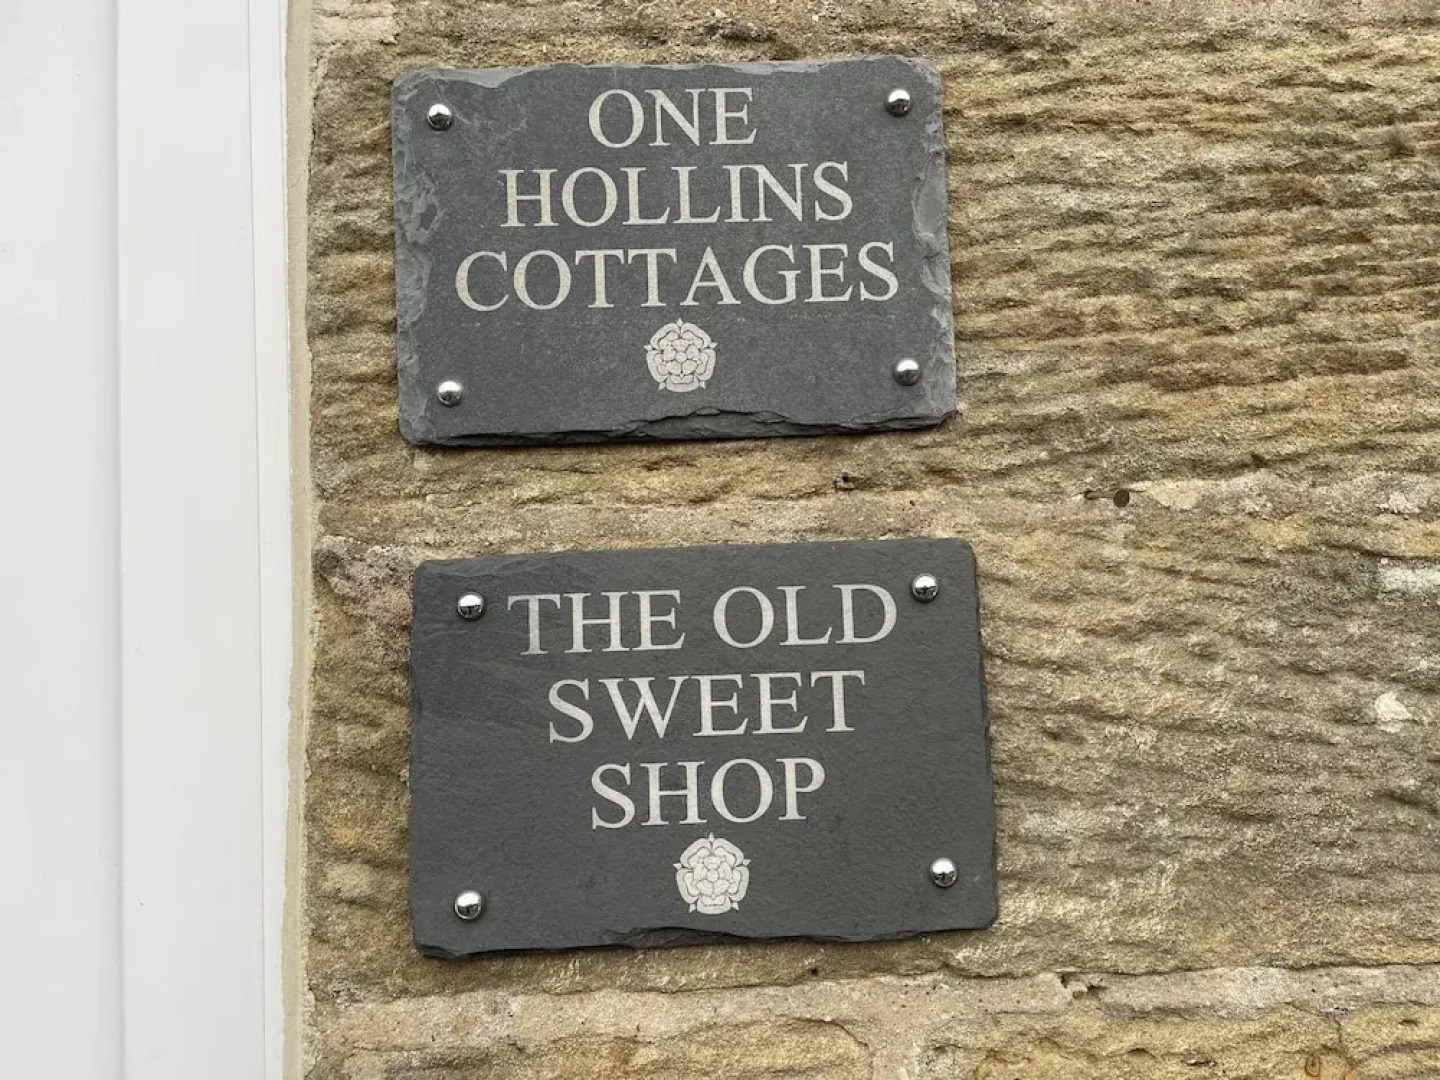 ONE
HOLLINS
COTTAGES
THE OLD
SWEET
SHOP